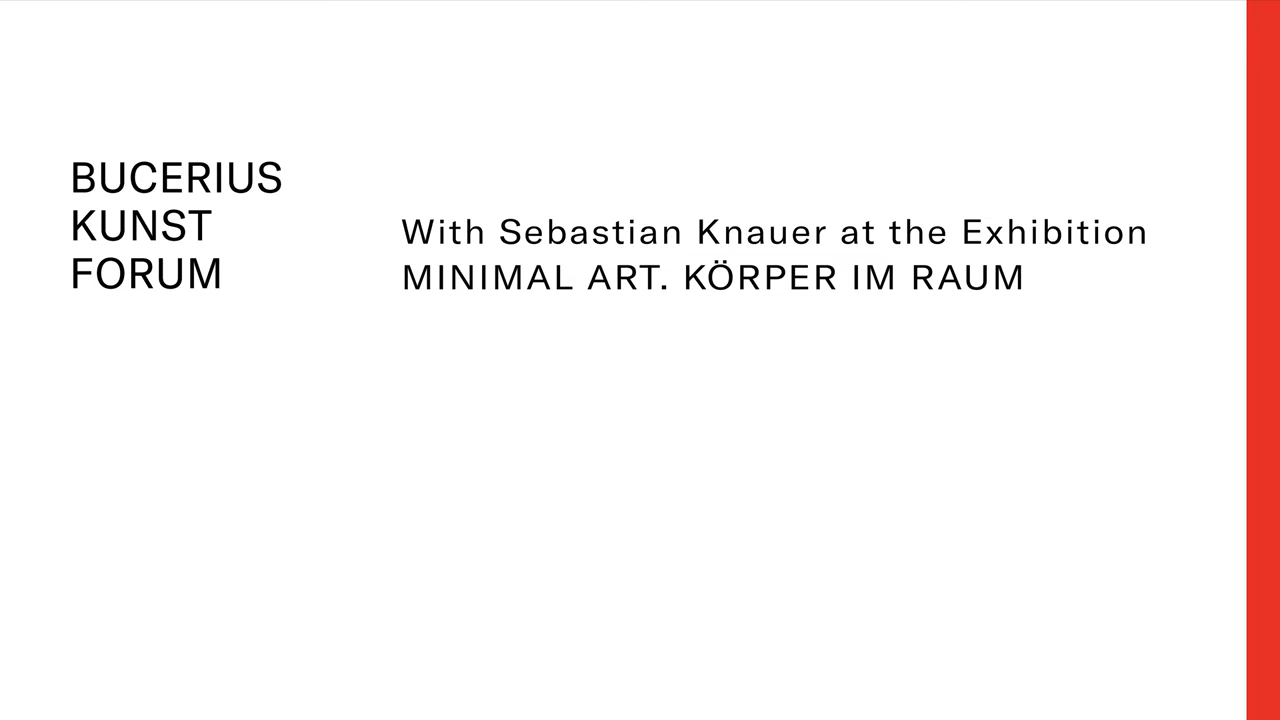 BUCERIUS
KUNST
FORUM
With Sebastian Knauer at the Exhibition
MINIMAL ART. KÖRPER IM RAUM